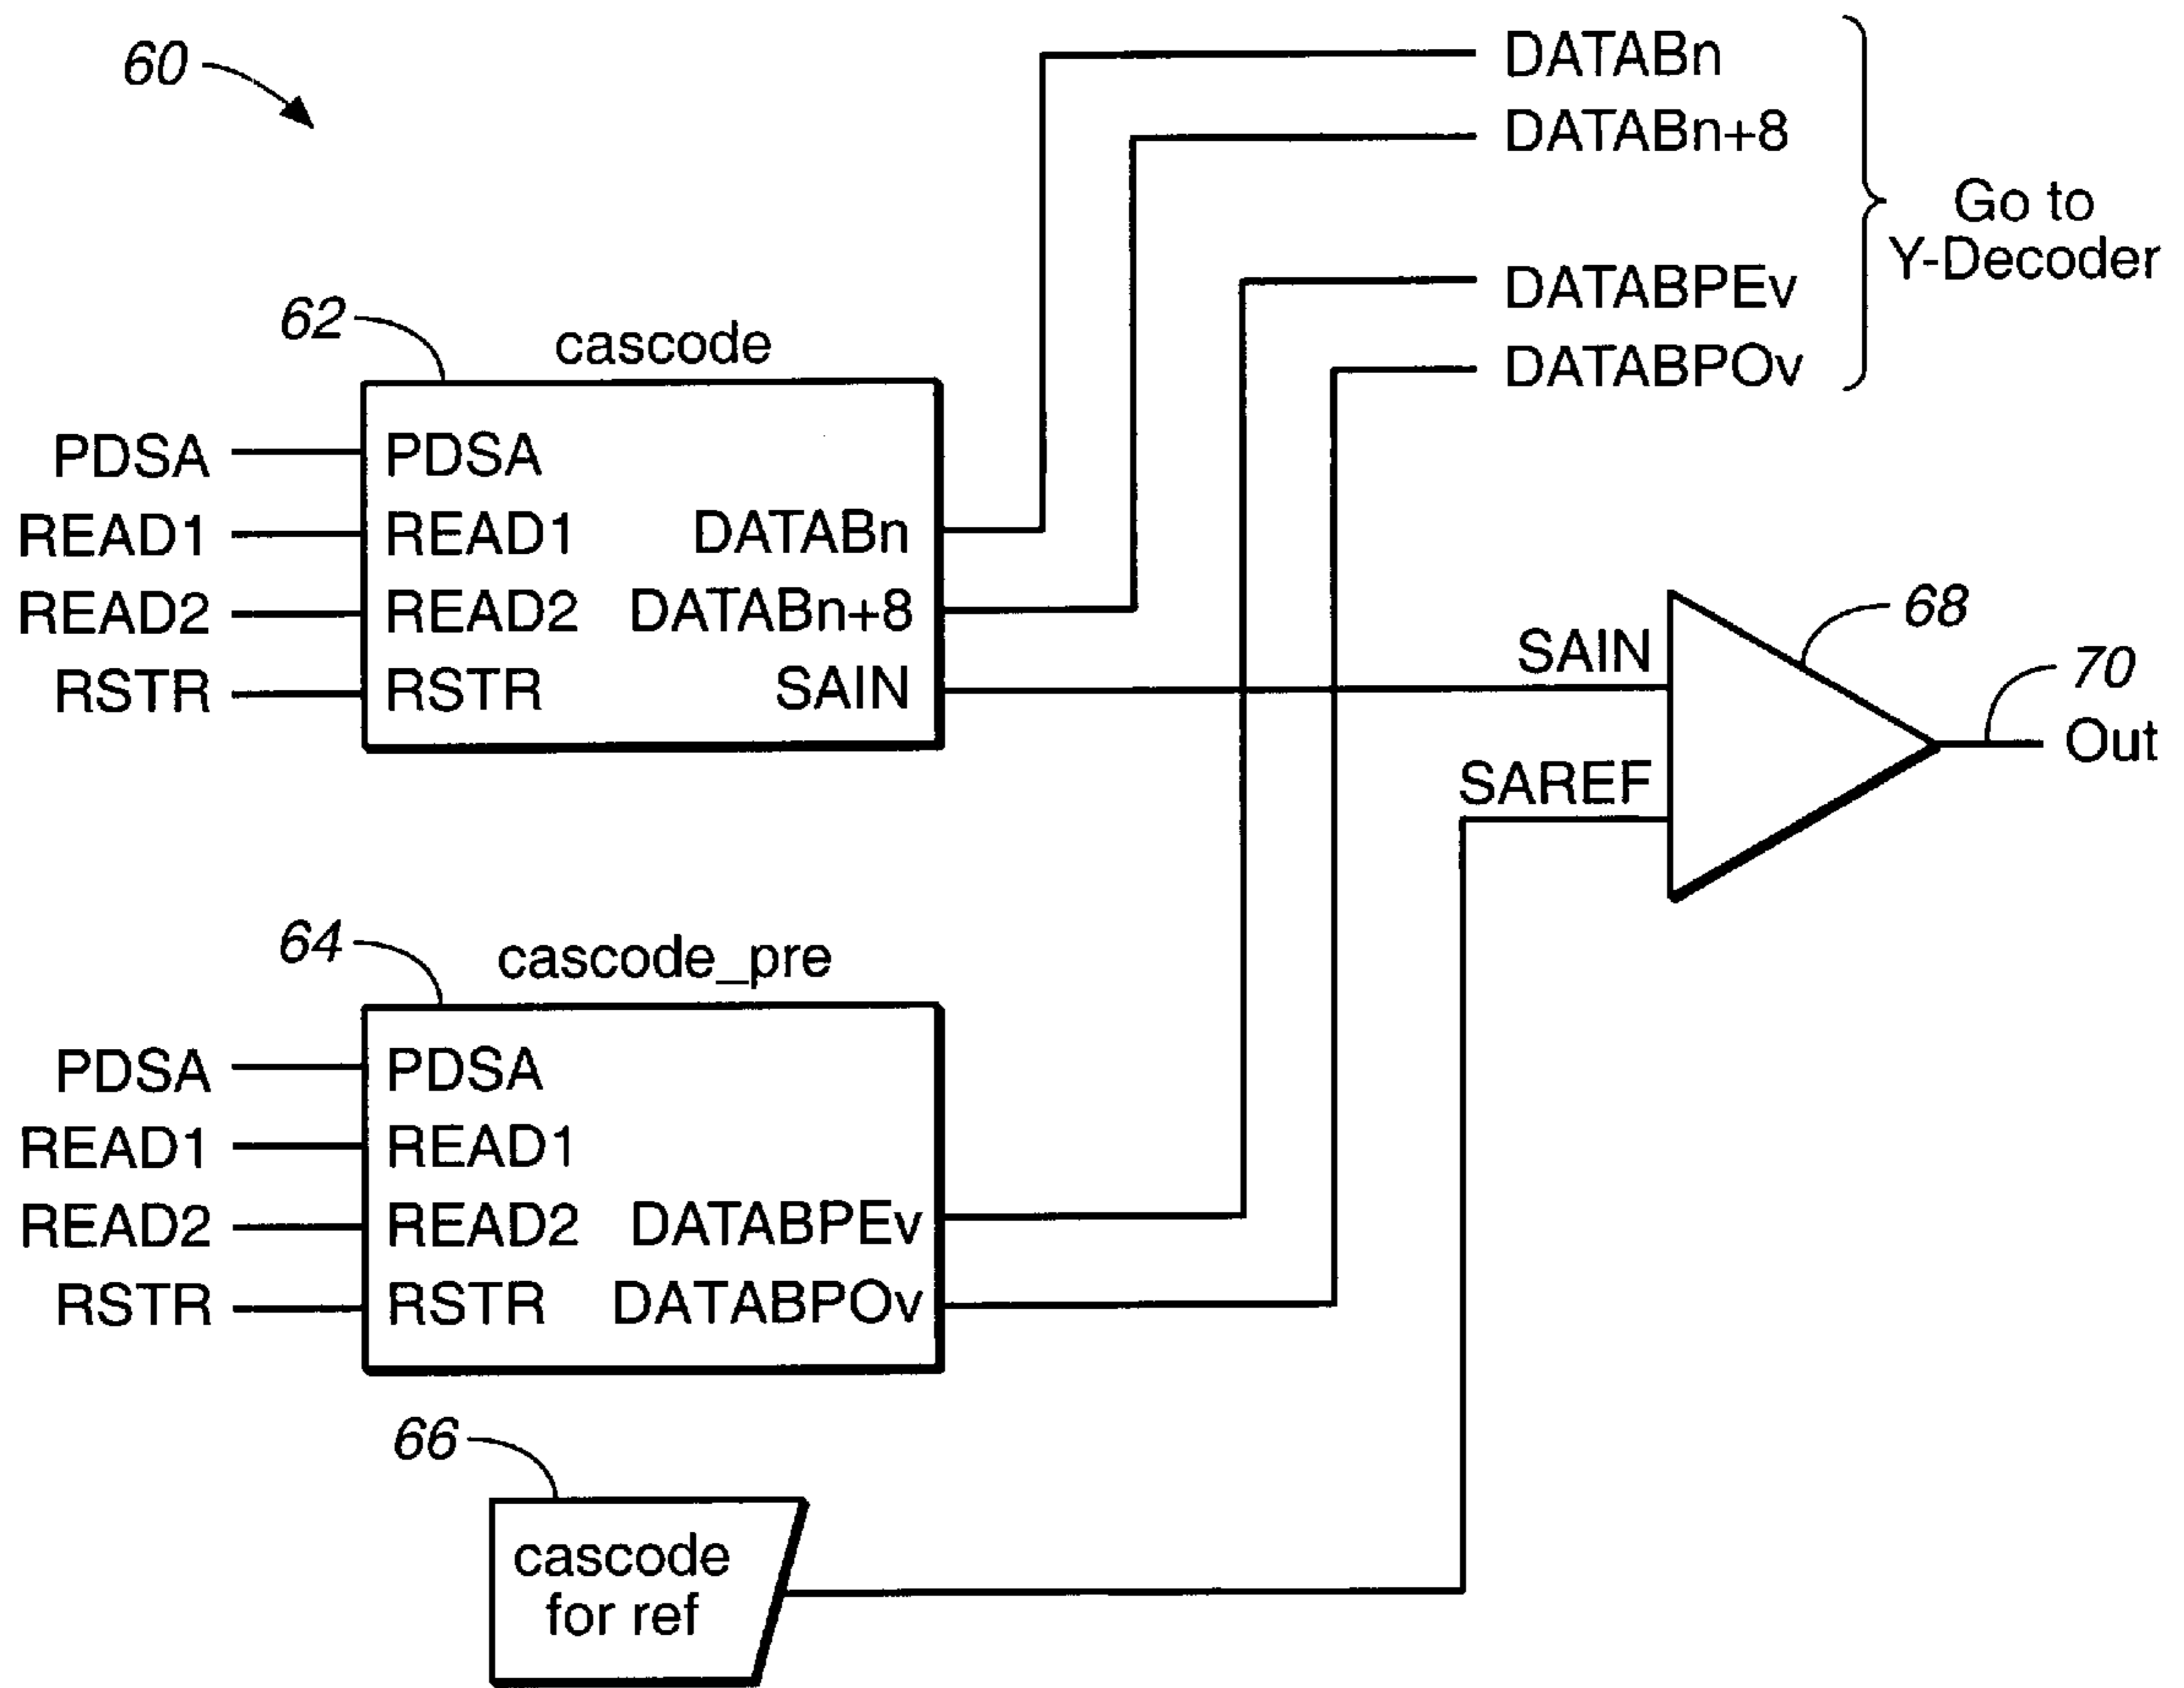 60
DATABn
DATABn+8
DATABPEv
DATABPOv
Go to
Y-Decoder
62
cascode
PDSA
READ1
READ2
RSTR
PDSA
READ1
READ2
RSTR
DATABn
DATABn+8
SAIN
SAIN
SAREF
68
70
Out
64
cascode_pre
PDSA
READ1
READ2
RSTR
PDSA
READ1
READ2
RSTR
DATABPEv
DATABPOv
66
cascode
for ref